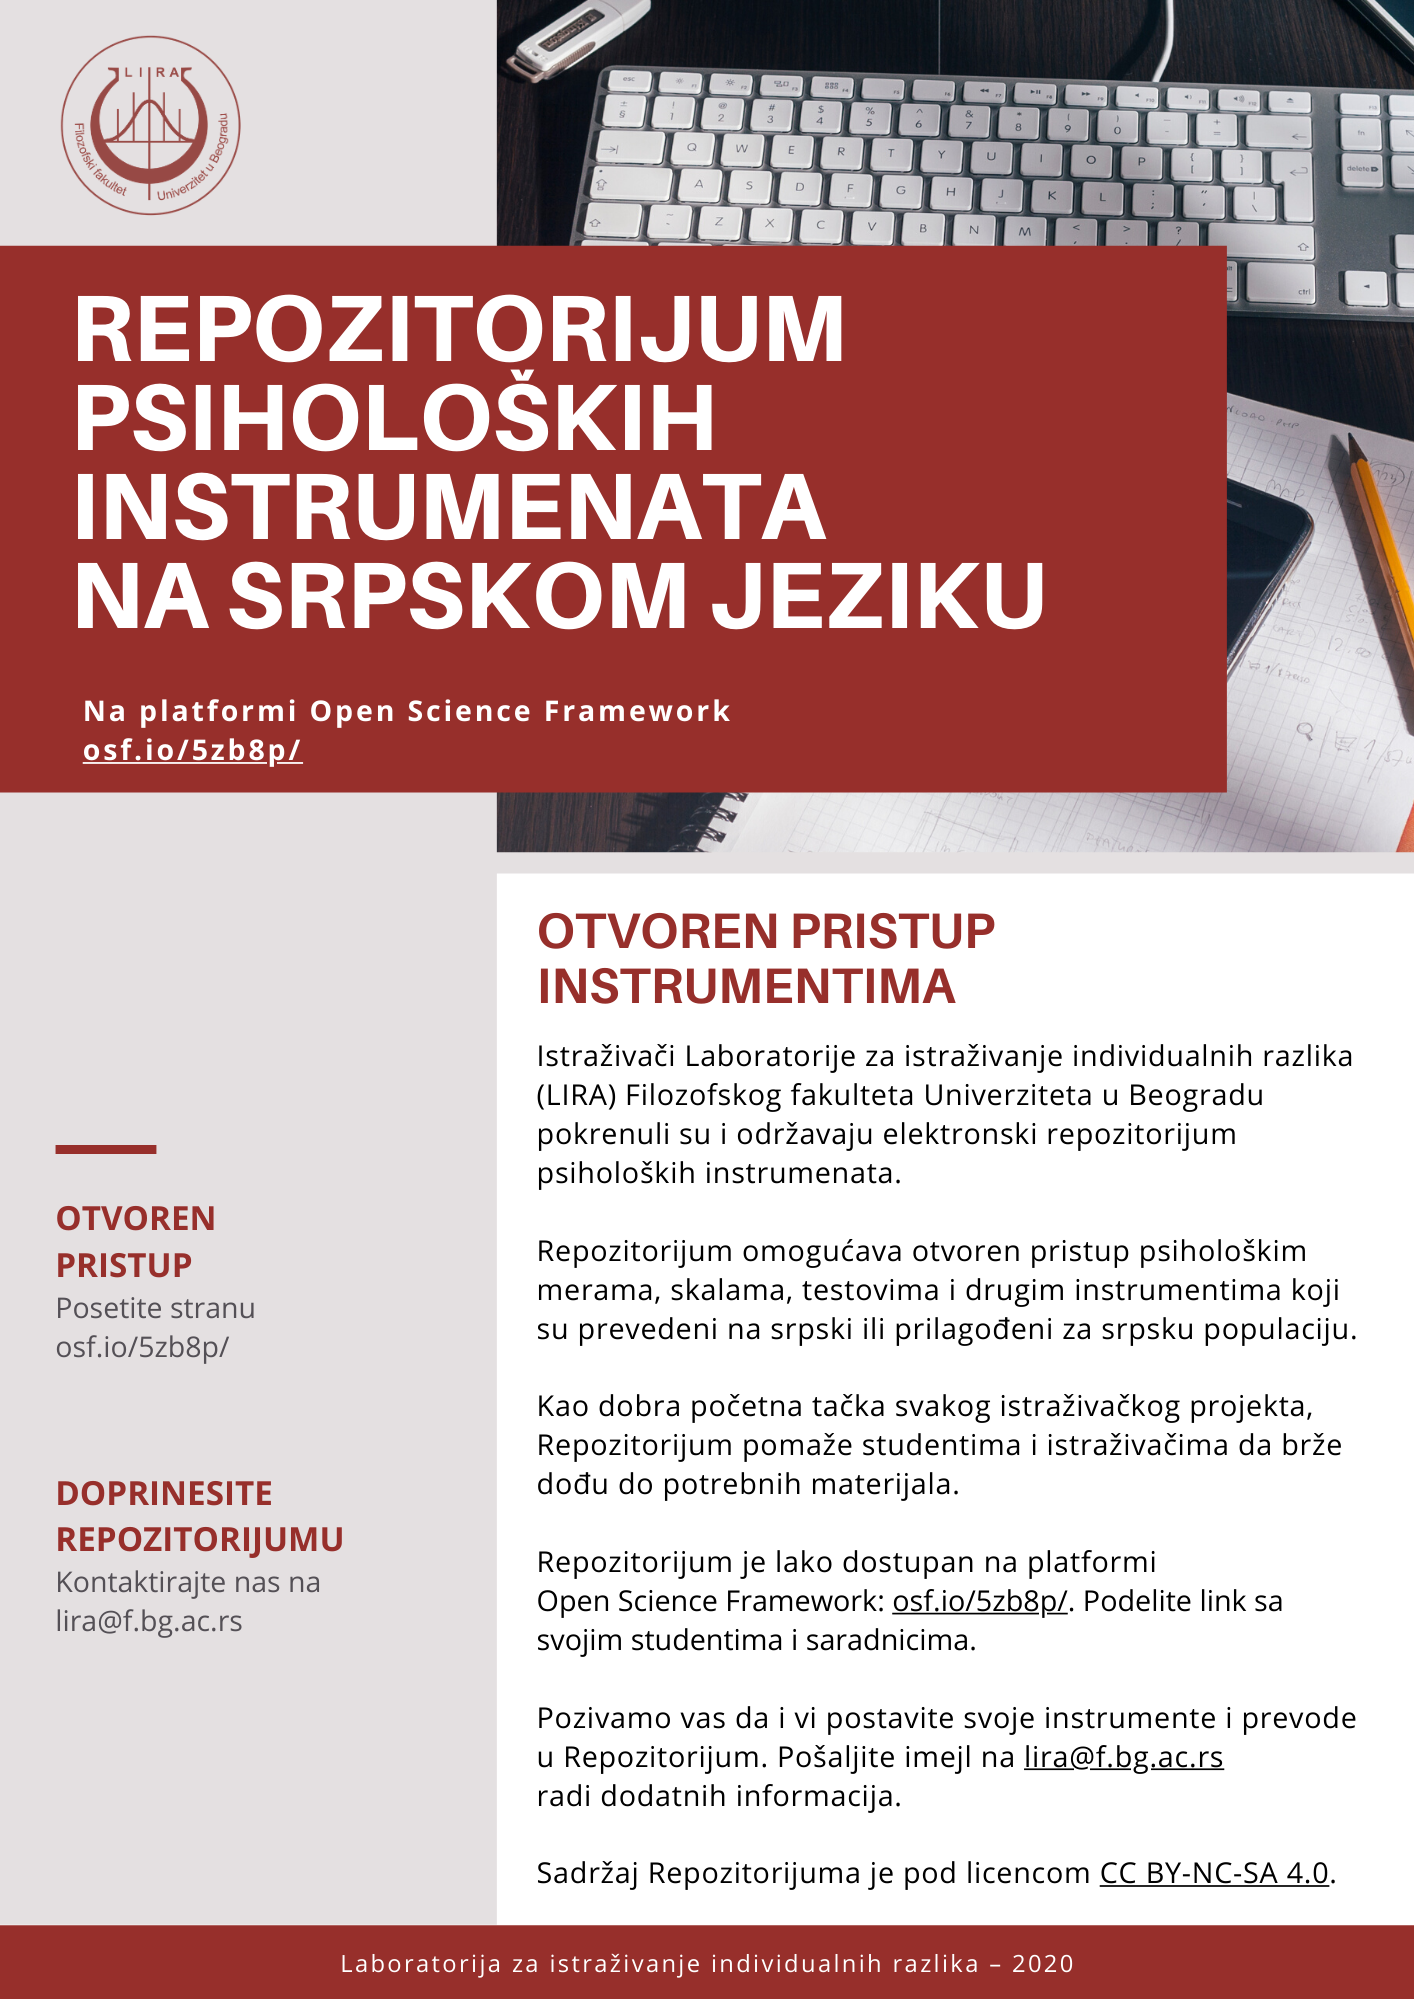 LIRA
Filozofski fakultet
Univerzitet u Beogradu
REPOZITORIJUM
PSIHOLOŠKIH
INSTRUMENATA
NA SRPSKOM JEZIKU
Na platformi Open Science Framework
osf.io/5zb8p/
OTVOREN
PRISTUP
Posetite stranu
osf.io/5zb8p/
DOPRINESITE
REPOZITORIJUMU
Kontaktirajte nas na
lira@f.bg.ac.rs
OTVOREN PRISTUP
INSTRUMENTIMA
Istraživači Laboratorije za istraživanje individualnih razlika
(LIRA) Filozofskog fakulteta Univerziteta u Beogradu
pokrenuli su i održavaju elektronski repozitorijum
psiholoških instrumenata.
Repozitorijum omogućava otvoren pristup psihološkim
merama, skalama, testovima i drugim instrumentima koji
su prevedeni na srpski ili prilagođeni za srpsku populaciju.
Kao dobra početna tačka svakog istraživačkog projekta,
Repozitorijum pomaže studentima i istraživačima da brže
dođu do potrebnih materijala.
Repozitorijum je lako dostupan na platformi
Open Science Framework: osf.io/5zb8p/. Podelite link sa
svojim studentima i saradnicima.
Pozivamo vas da i vi postavite svoje instrumente i prevode
u Repozitorijum. Pošaljite imejl na lira@f.bg.ac.rs
radi dodatnih informacija.
Sadržaj Repozitorijuma je pod licencom CC BY-NC-SA 4.0.
Laboratorija za istraživanje individualnih razlika – 2020